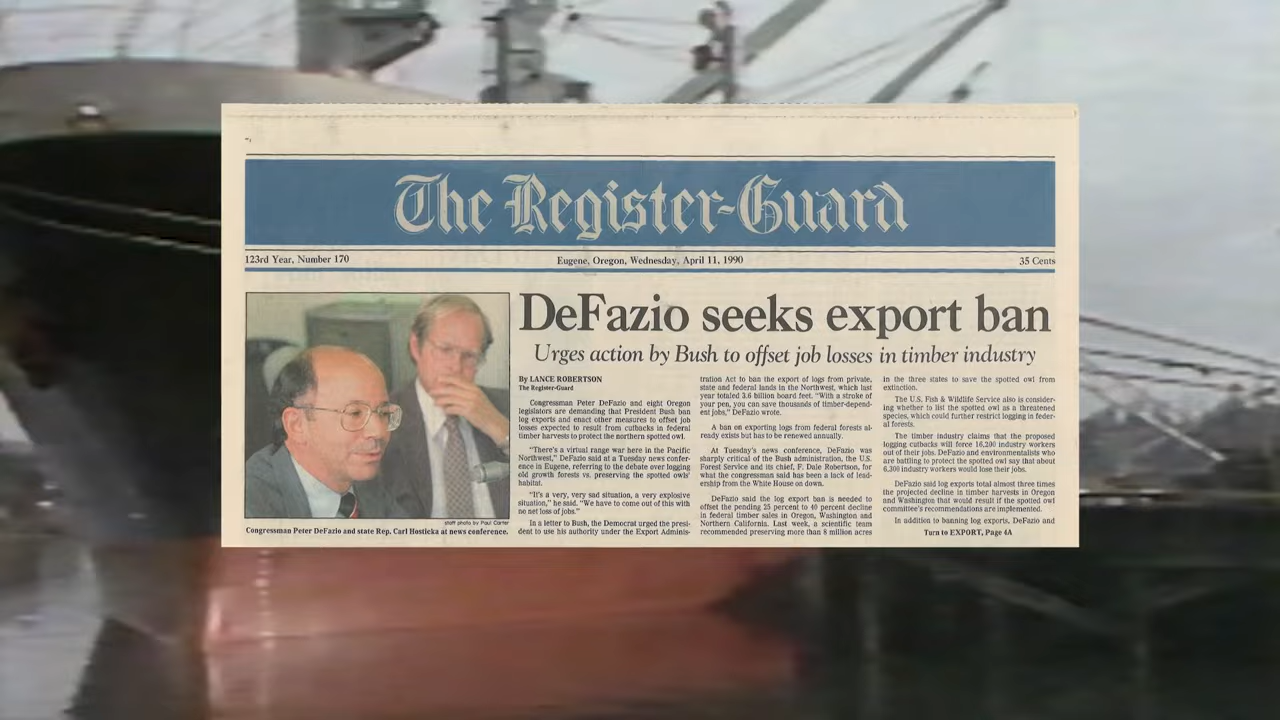 The Register-Guard
123rd Year, Number 170
Eugene, Oregon, Wednesday, April 11, 1990
35 Cents
DeFazio seeks export ban
Urges action by Bush to offset job losses in timber industry
staff photo by Paul Carter
Congressman Peter DeFazio and state Rep. Carl Hosticka at news conference.
By LANCE ROBERTSON
The Register-Guard
Congressman Peter DeFazio and eight Oregon
legislators are demanding that President Bush ban
log exports and enact other measures to offset job
losses expected to result from cutbacks in federal
timber harvests to protect the northern spotted owl.
"There's a virtual range war here in the Pacific
Northwest," DeFazio said at a Tuesday news confer-
ence in Eugene, referring to the debate over logging
old growth forests vs. preserving the spotted owls'
habitat.
"It's a very, very sad situation, a very explosive
situation," he said. "We have to come out of this with
no net loss of jobs."
In a letter to Bush, the Democrat urged the presi-
dent to use his authority under the Export Adminis-
tration Act to ban the export of logs from private,
state and federal lands in the Northwest, which last
year totaled 3.6 billion board feet. "With a stroke of
your pen, you can save thousands of timber-depend-
ent jobs," DeFazio wrote.
A ban on exporting logs from federal forests al-
ready exists but has to be renewed annually.
At Tuesday's news conference, DeFazio was
sharply critical of the Bush administration, the U.S.
Forest Service and its chief, F. Dale Robertson, for
what the congressman said has been a lack of lead-
ership from the White House on down.
DeFazio said the log export ban is needed to
offset the pending 25 percent to 40 percent decline
in federal timber sales in Oregon, Washington and
Northern California. Last week, a scientific team
recommended preserving more than 8 million acres
in the three states to save the spotted owl from
extinction.
The U.S. Fish & Wildlife Service also is consider-
ing whether to list the spotted owl as a threatened
species, which could further restrict logging in feder-
al forests.
The timber industry claims that the proposed
logging cutbacks will force 16,200 industry workers
out of their jobs. DeFazio and environmentalists who
are battling to protect the spotted owl say that about
6,300 industry workers would lose their jobs.
DeFazio said log exports total almost three times
the projected decline in timber harvests in Oregon
and Washington that would result if the spotted owl
committee's recommendations are implemented.
In addition to banning log exports, DeFazio and
Turn to EXPORT, Page 4A